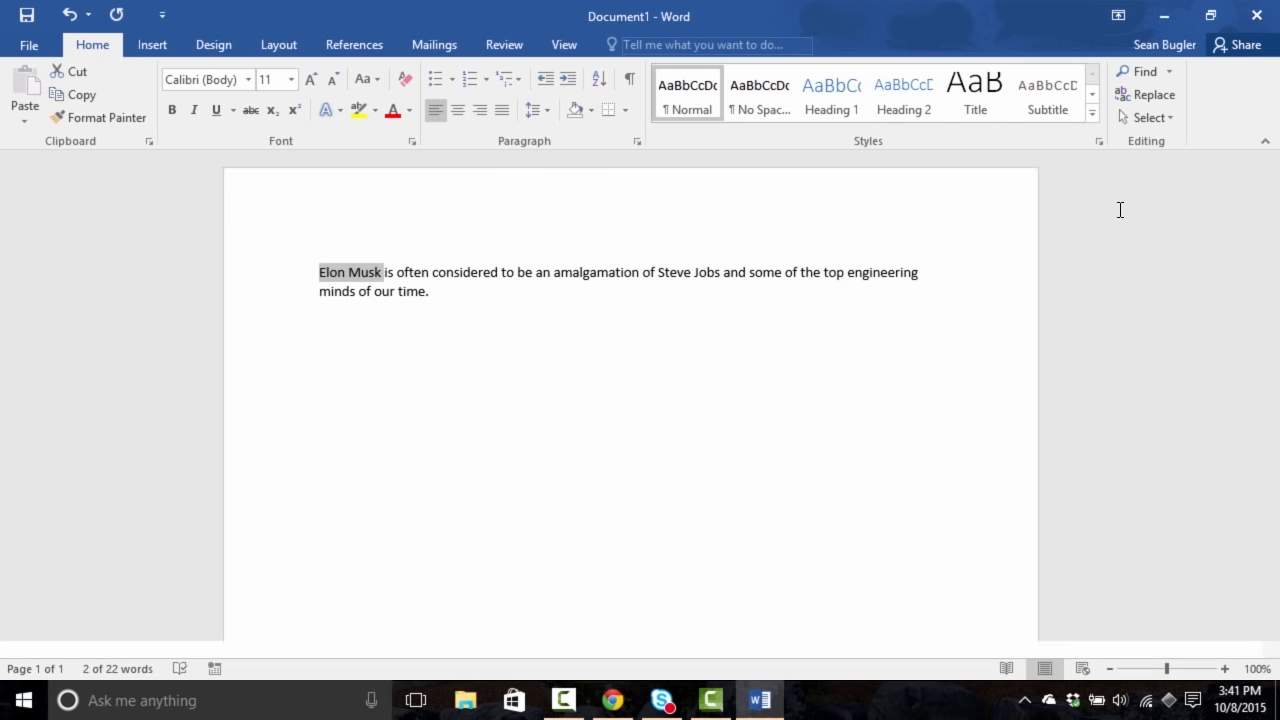 Document1 - Word
File Home Insert Design Layout References Mailings Review View Tell me what you want to do... Sean Bugler Share
Paste
Cut
Copy
Format Painter
Clipboard
Calibri (Body) 11 Aa
B I U abc X₂ X² A A
Font
Paragraph
AaBbCcDc AaBbCcDc AaBbCc AaBbCcD AaB AaBbCcD
¶ Normal ¶ No Spac... Heading 1 Heading 2 Title Subtitle
Styles
Find
Replace
Select
Editing
Elon Musk is often considered to be an amalgamation of Steve Jobs and some of the top engineering
minds of our time.
Page 1 of 1 2 of 22 words 100%
Ask me anything
3:41 PM
10/8/2015